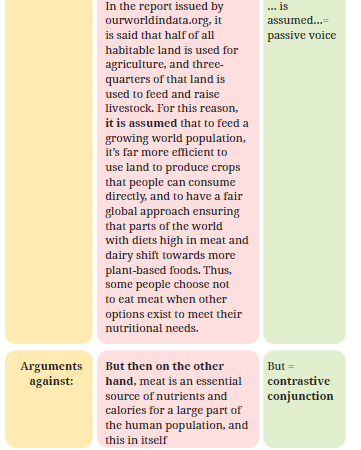 In the report issued by
ourworldindata.org, it
is said that half of all
habitable land is used for
agriculture, and three-
quarters of that land is
used to feed and raise
livestock. For this reason,
it is assumed that to feed a
growing world population,
it's far more efficient to
use land to produce crops
that people can consume
directly, and to have a fair
global approach ensuring
that parts of the world
with diets high in meat and
dairy shift towards more
plant-based foods. Thus,
some people choose not
to eat meat when other
options exist to meet their
nutritional needs.
... is
assumed...=
passive voice
Arguments
against:
But then on the other
hand, meat is an essential
source of nutrients and
calories for a large part of
the human population, and
this in itself
But =
contrastive
conjunction